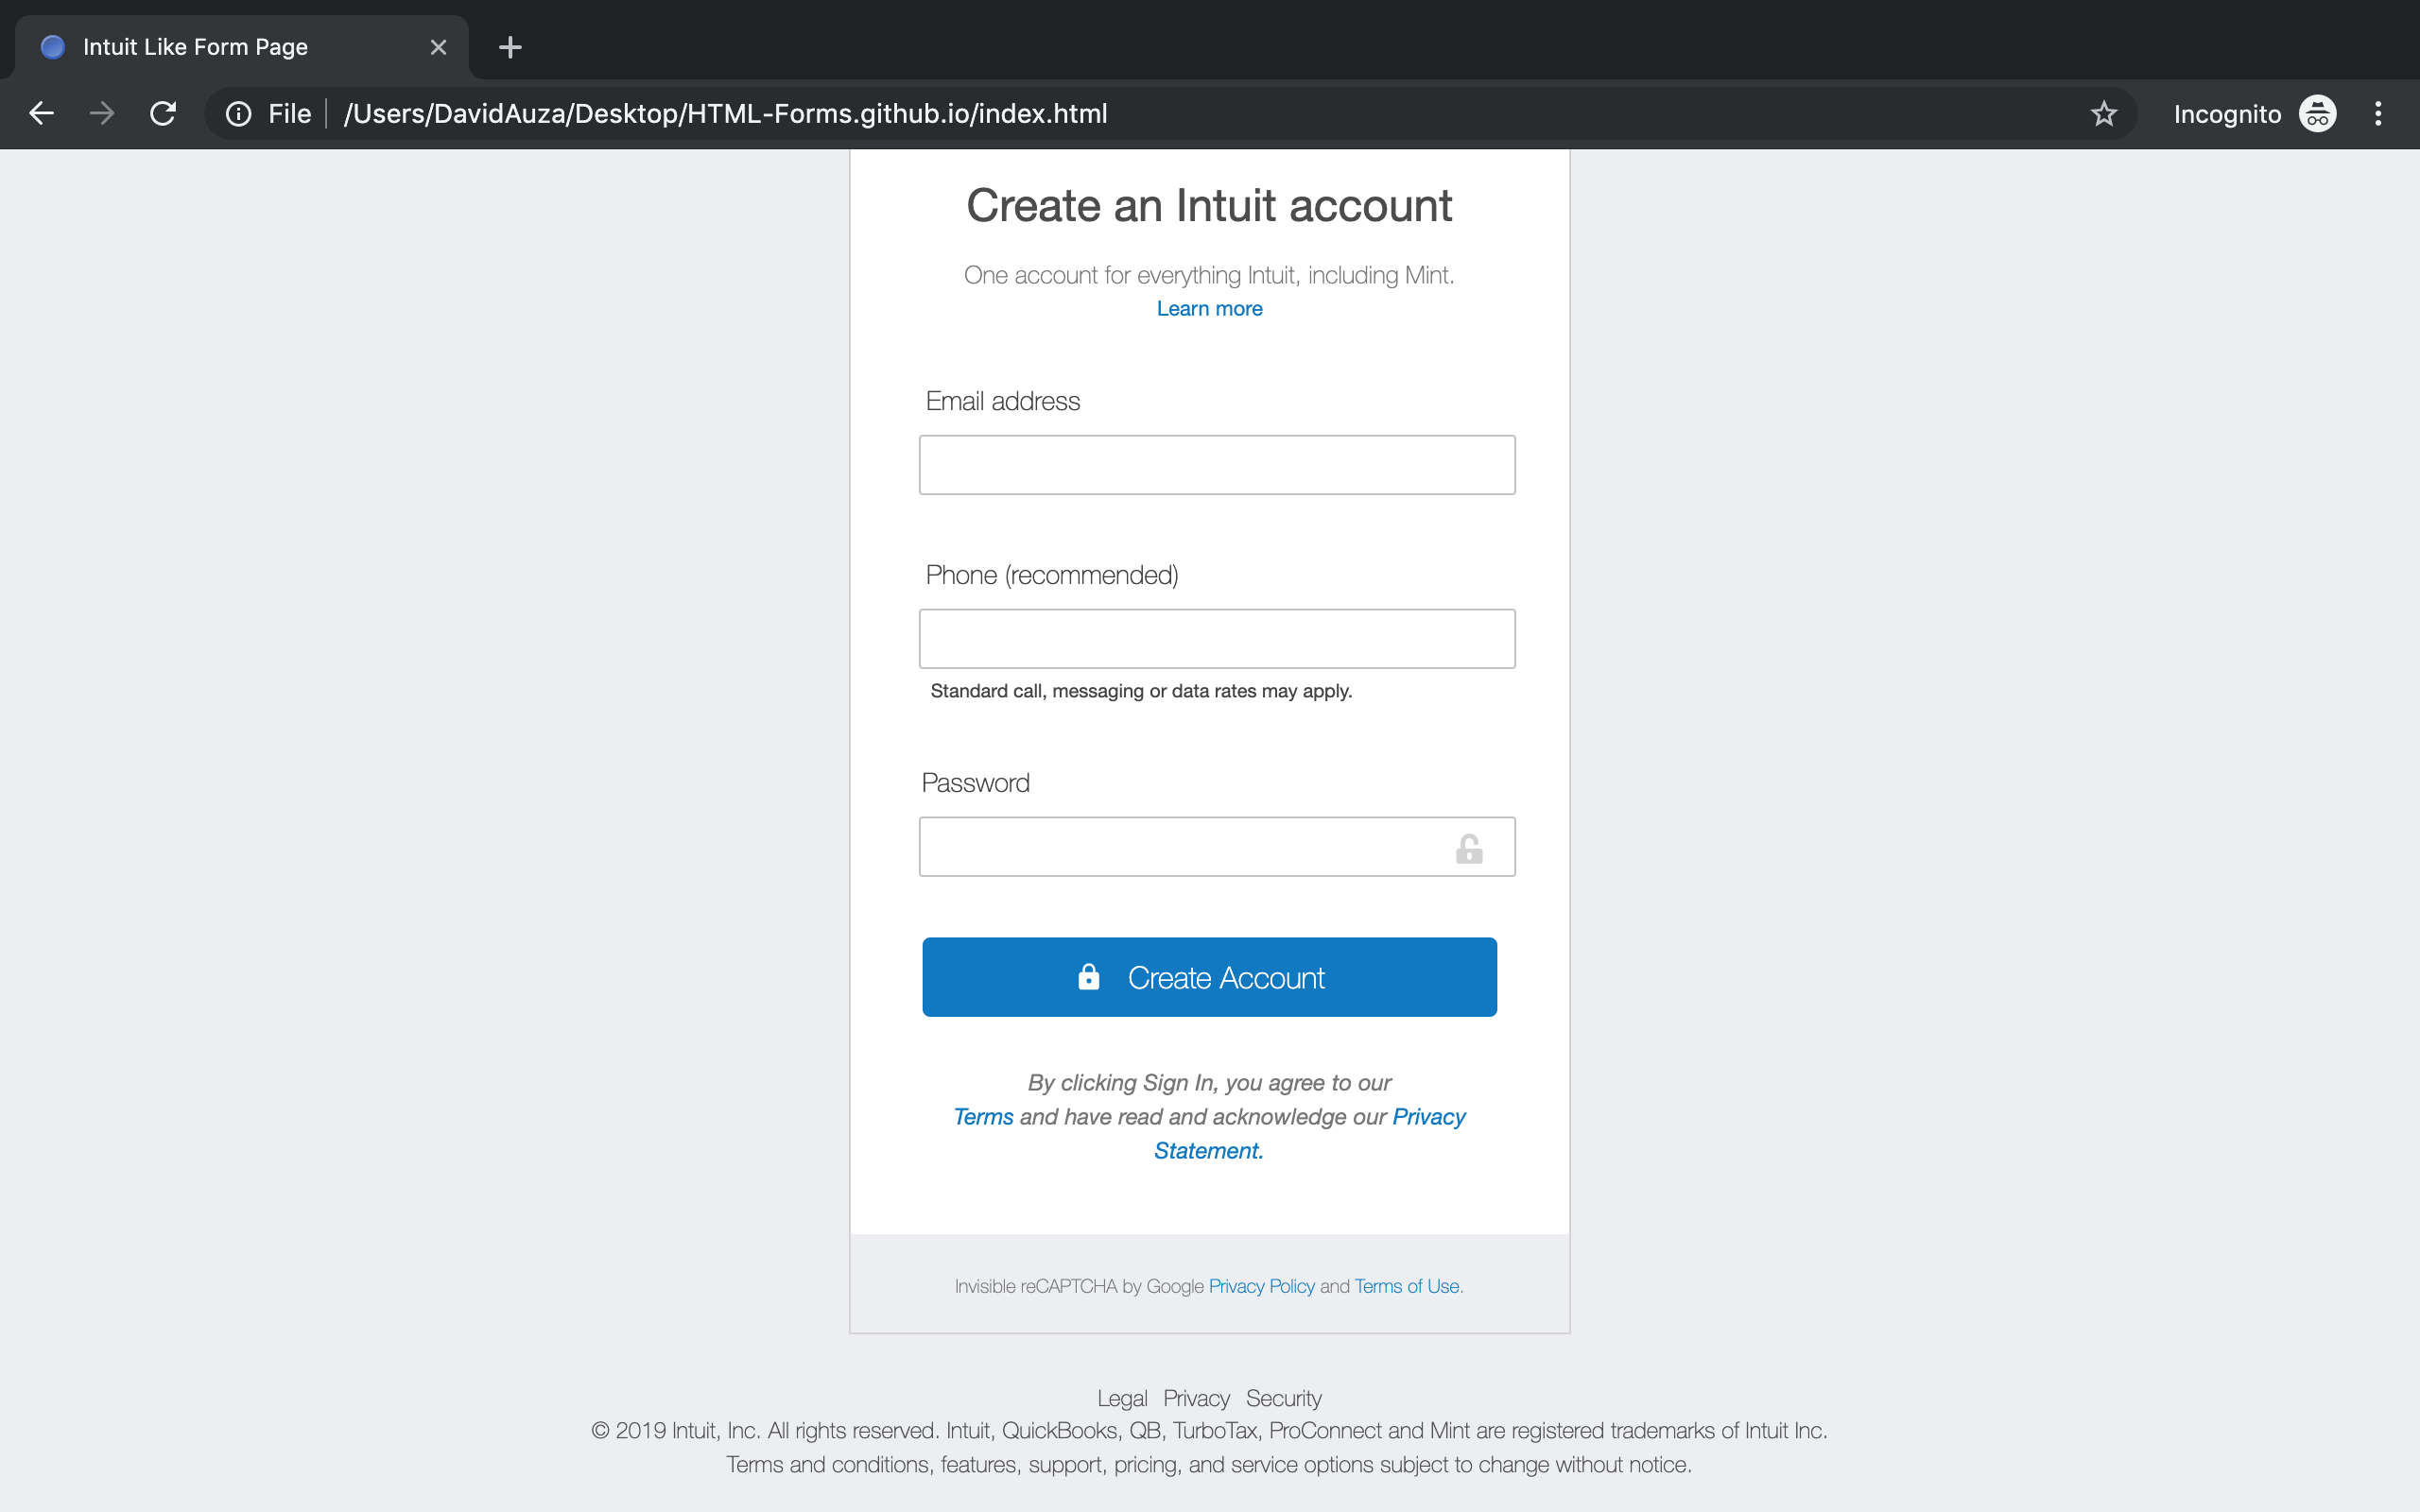 Intuit Like Form Page
File /Users/DavidAuza/Desktop/HTML-Forms.github.io/index.html
Incognito
Create an Intuit account
One account for everything Intuit, including Mint.
Learn more
Email address
Phone (recommended)
Standard call, messaging or data rates may apply.
Password
Create Account
By clicking Sign In, you agree to our
Terms and have read and acknowledge our Privacy
Statement.
Invisible reCAPTCHA by Google Privacy Policy and Terms of Use.
Legal Privacy Security
© 2019 Intuit, Inc. All rights reserved. Intuit, QuickBooks, QB, TurboTax, ProConnect and Mint are registered trademarks of Intuit Inc.
Terms and conditions, features, support, pricing, and service options subject to change without notice.